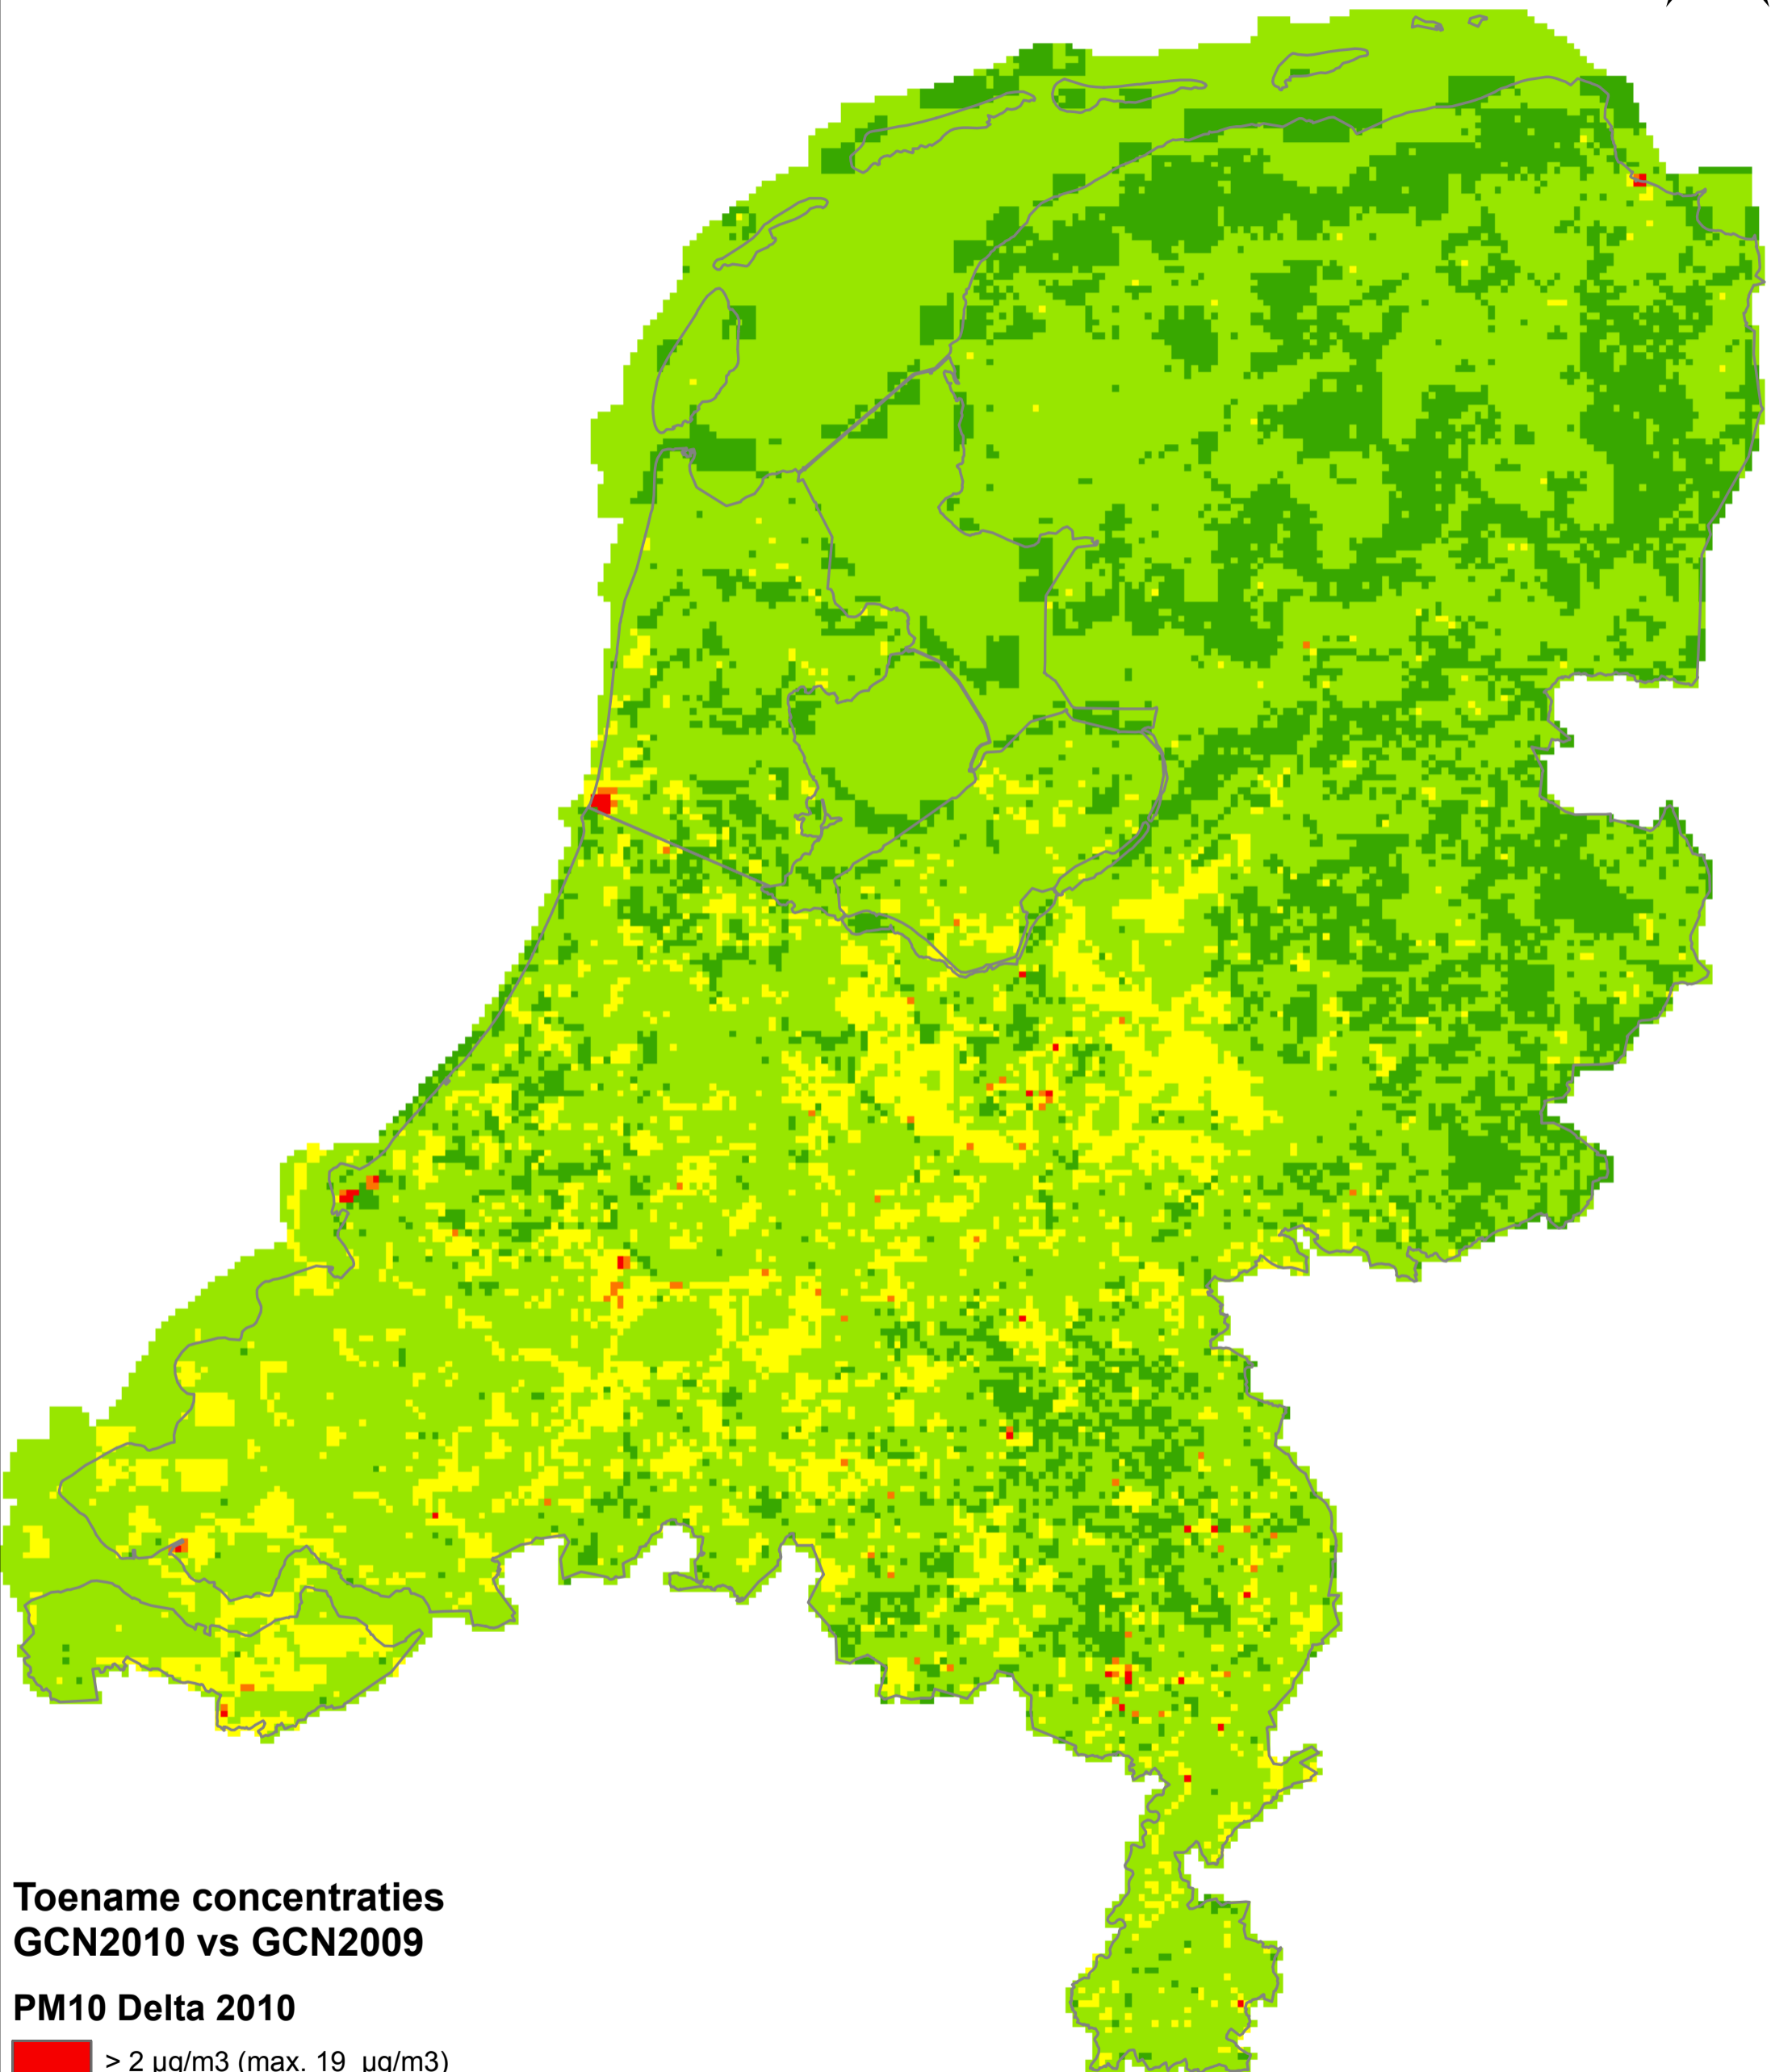 Toename concentraties
GCN2010 vs GCN2009
PM10 Delta 2010
> 2 µg/m3 (max. 19 µg/m3)